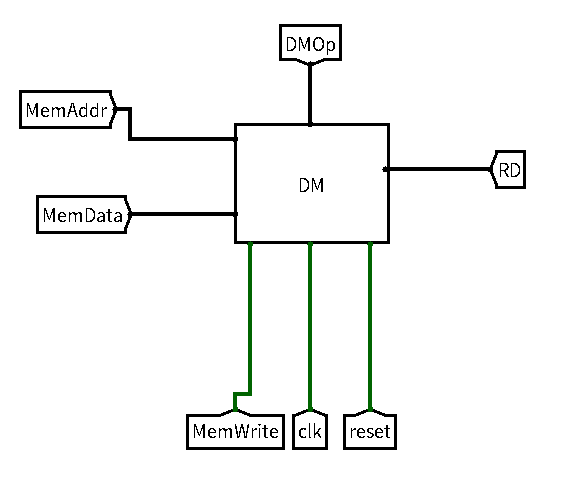 DMOp
MemAddr
DM
RD
MemData
MemWrite
clk
reset